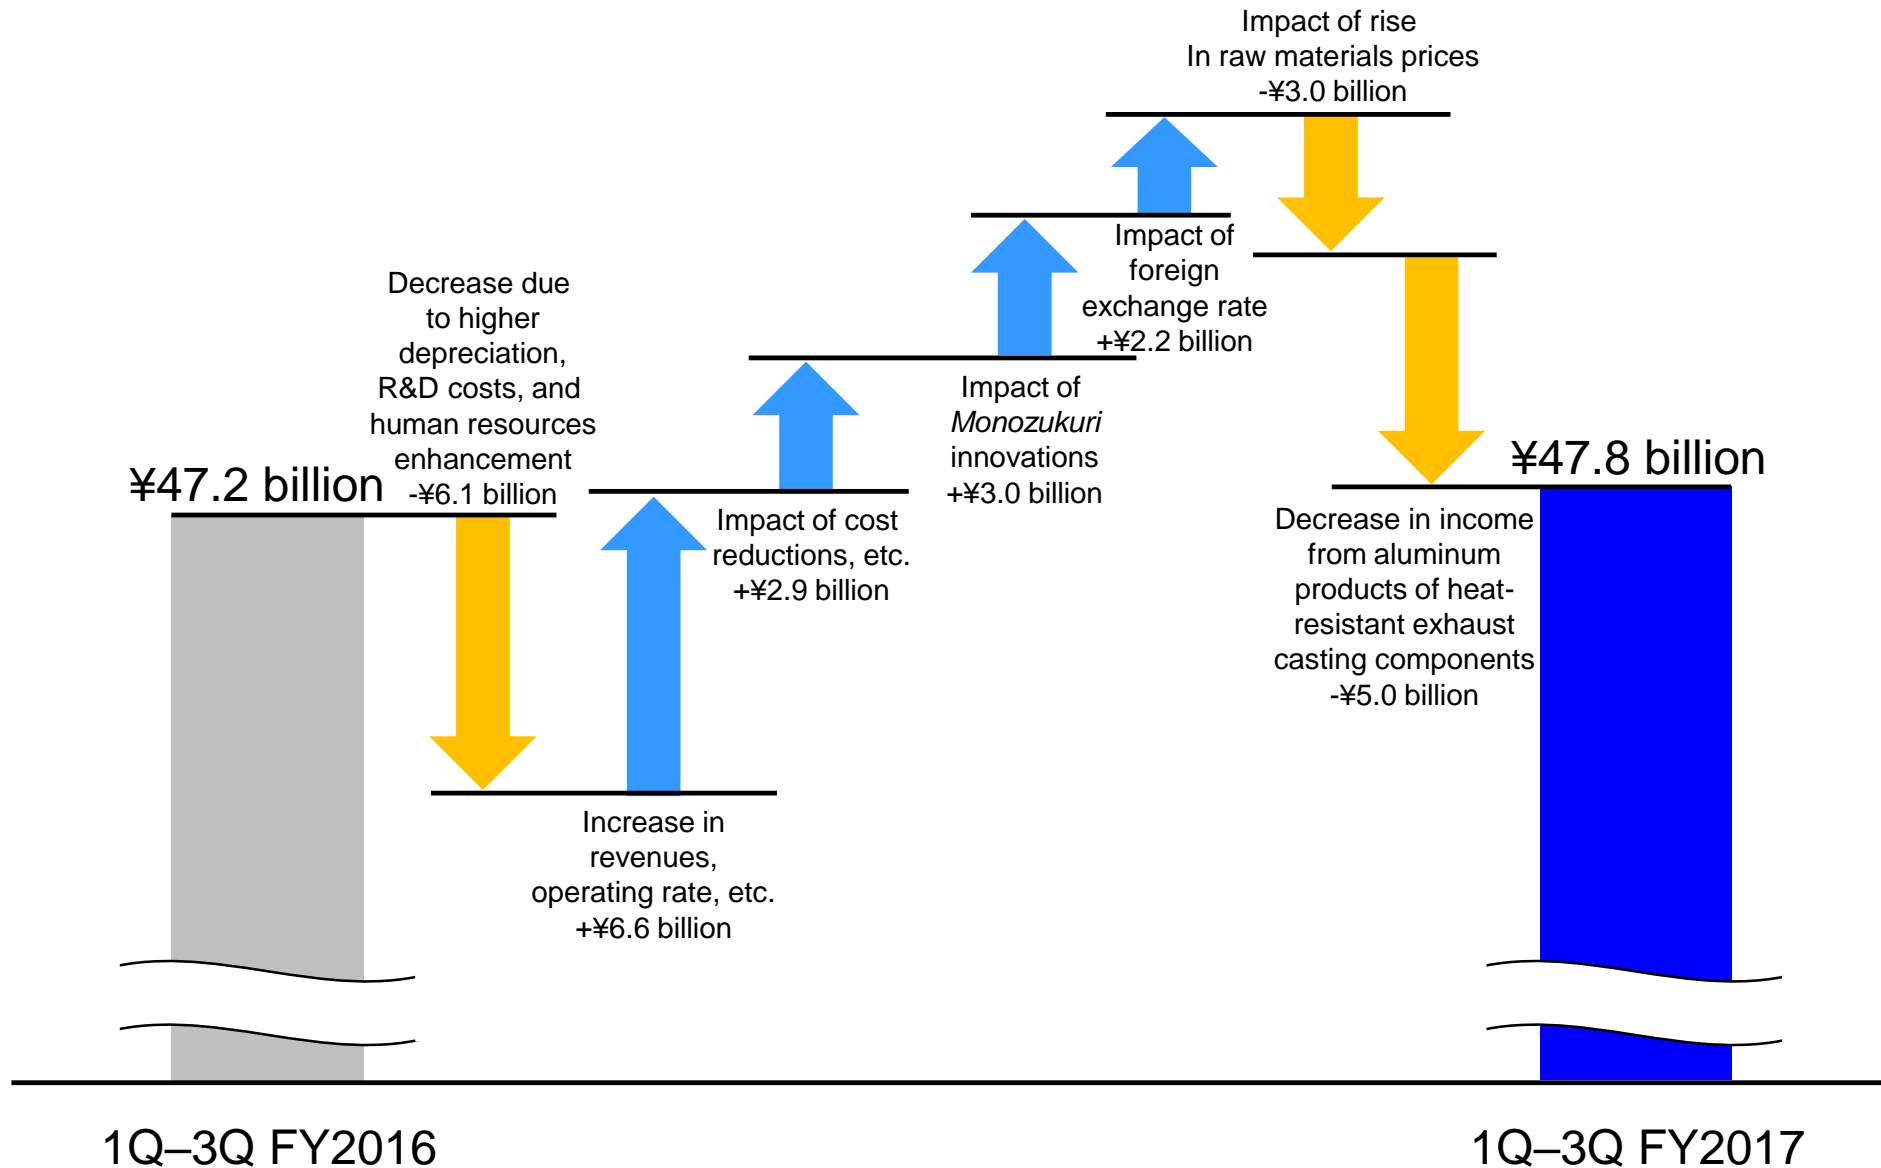 Impact of rise
In raw materials prices
-¥3.0 billion
Impact of
foreign
exchange rate
+¥2.2 billion
Decrease due
to higher
depreciation,
R&D costs, and
human resources
enhancement
-¥6.1 billion
Impact of
Monozukuri
innovations
+¥3.0 billion
¥47.2 billion
¥47.8 billion
Impact of cost
reductions, etc.
+¥2.9 billion
Decrease in income
from aluminum
products of heat-
resistant exhaust
casting components
-¥5.0 billion
Increase in
revenues,
operating rate, etc.
+¥6.6 billion
1Q–3Q FY2016
1Q–3Q FY2017